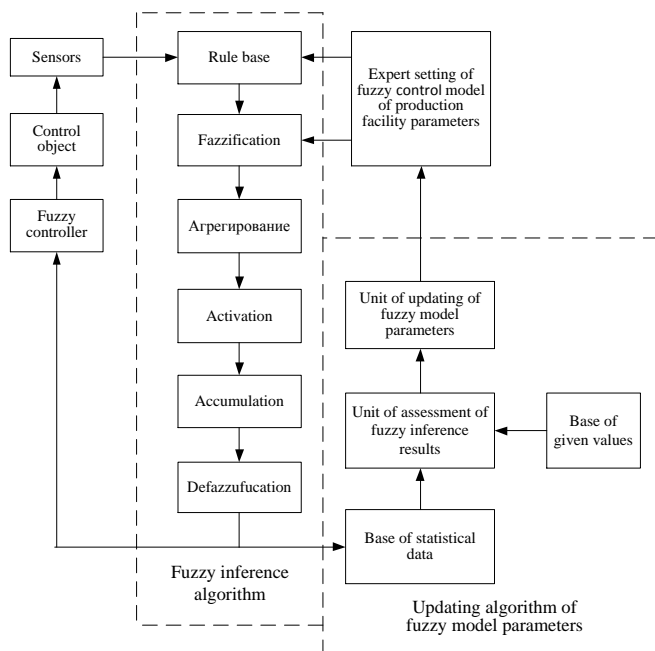 Sensors
Control
object
Fuzzy
controller
Rule base
Fazzification
Агрегирование
Activation
Accumulation
Defazzufucation
Fuzzy inference
algorithm
Expert setting of
fuzzy control model
of production
facility parameters
Unit of updating of
fuzzy model
parameters
Unit of assessment of
fuzzy inference
results
Base of
given values
Base of statistical
data
Updating algorithm of
fuzzy model parameters